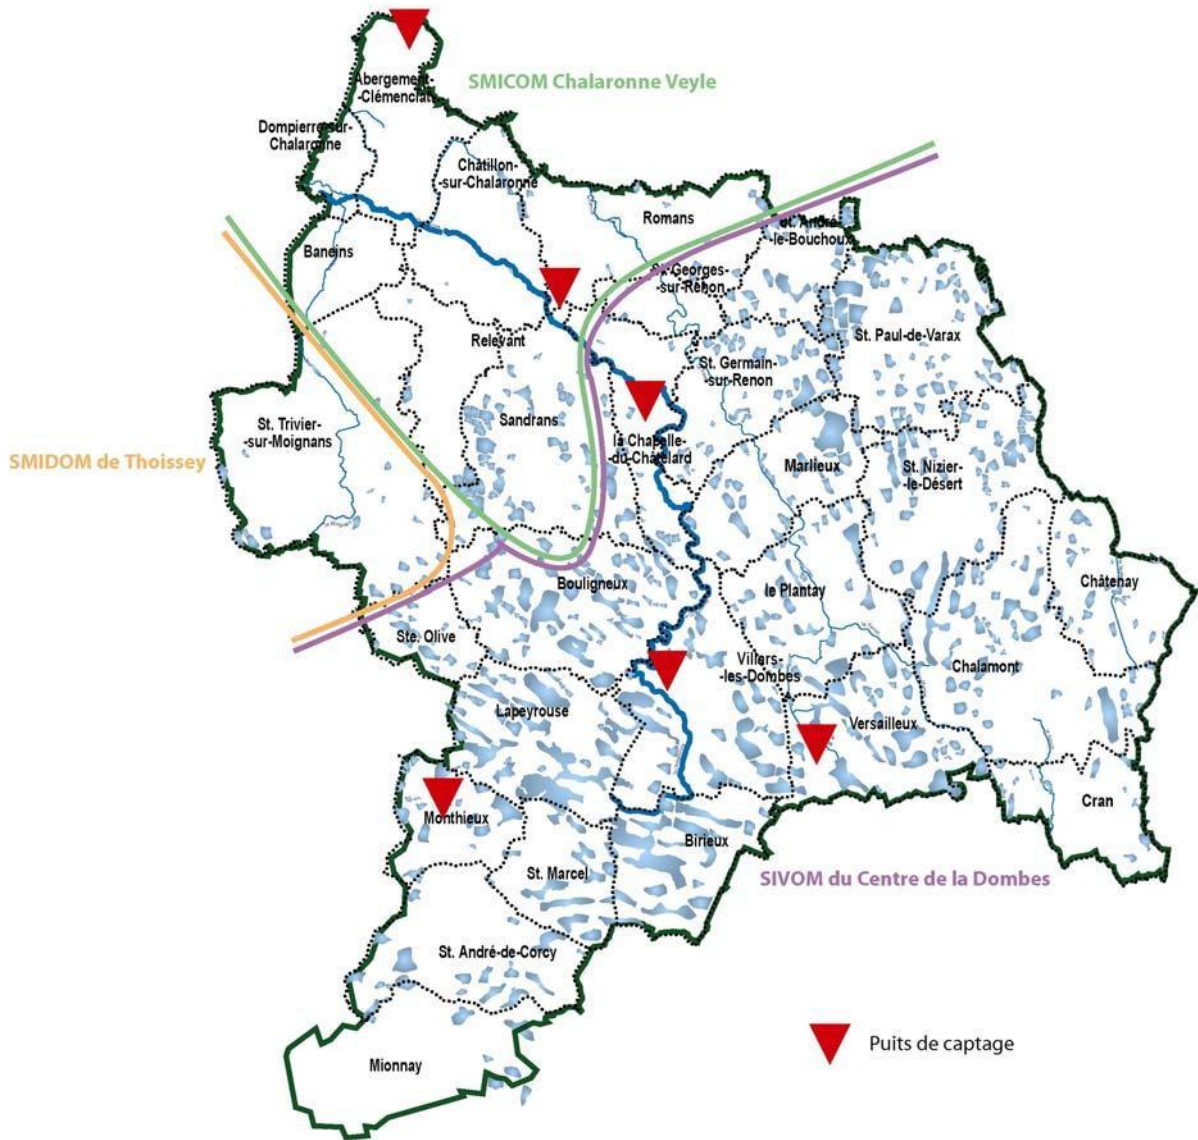 SMICOM Chalaronne Veyle
Abergement-
-Clémenciat
Dompierre-sur-
Chalaronne
Châtillon-
-sur-Chalaronne
Romans
St. André-
-le-Bouchoux
Baneins
St. Georges-
-sur-Renon
Relevant
St. Paul-de-Varax
St. Germain-
-sur-Renon
St. Trivier-
-sur-Moignans
Sandrans
la Chapelle-
-du-Châtelard
SMIDOM de Thoissey
Marlieux
St. Nizier-
-le-Désert
Bouligneux
le Plantay
Châtenay
Ste. Olive
Villars-
-les-Dombes
Chalamont
Lapeyrouse
Versailleux
Monthieux
Cran
Birieux
St. Marcel
SIVOM du Centre de la Dombes
St. André-de-Corcy
Puits de captage
Mionnay